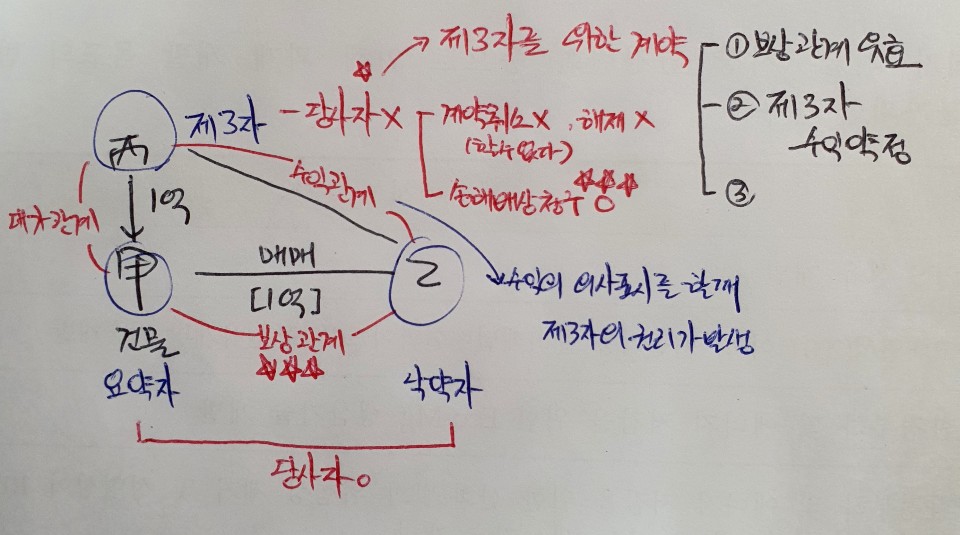 제3자를 위한 계약
① 보상관계 유효
② 제3자
수익약정
③
丙
제3자
- 당사자 X
계약취소 X, 해제 X
(할수없다)
손해배상청구 O
대가관계
1억
수익관계
甲
매매
[1억]
乙
수익의 의사표시를 할때
제3자의 권리가 발생
건물
보상관계
요약자
낙약자
당사자 O